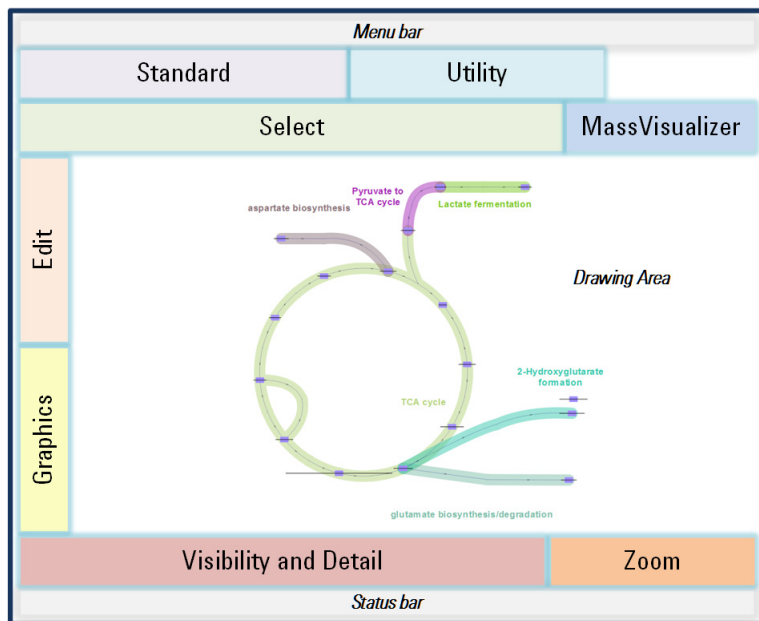 Menu bar
Standard
Utility
Select
MassVisualizer
Edit
Graphics
Pyruvate to
TCA cycle
Lactate fermentation
aspartate biosynthesis
Drawing Area
2-Hydroxyglutarate
formation
TCA cycle
glutamate biosynthesis/degradation
Visibility and Detail
Zoom
Status bar